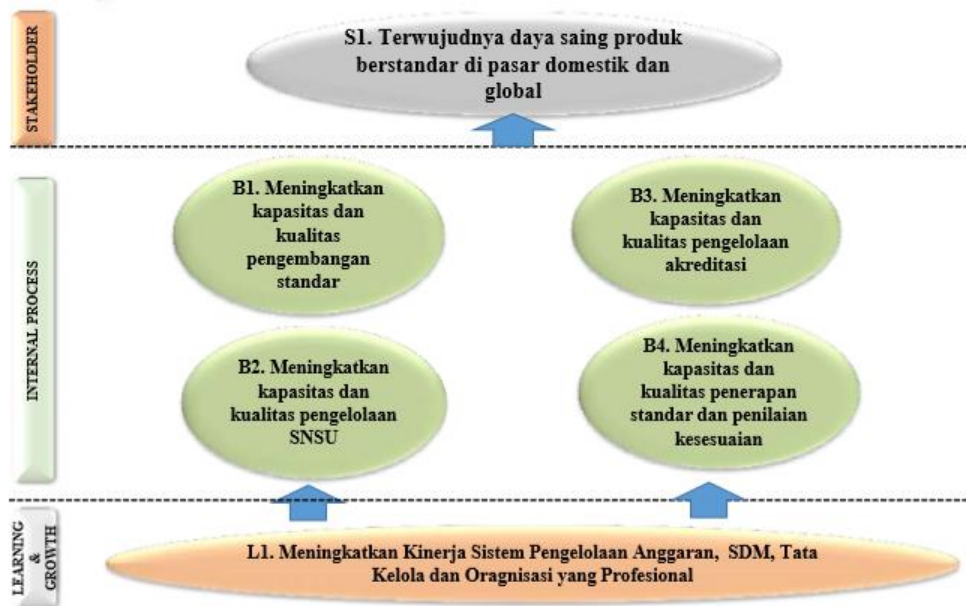 STAKEHOLDER
S1. Terwujudnya daya saing produk
berstandar di pasar domestik dan
global
INTERNAL PROCESS
B1. Meningkatkan
kapasitas dan
kualitas
pengembangan
standar
B3. Meningkatkan
kapasitas dan
kualitas pengelolaan
akreditasi
B2. Meningkatkan
kapasitas dan
kualitas pengelolaan
SNSU
B4. Meningkatkan
kapasitas dan
kualitas penerapan
standar dan penilaian
kesesuaian
LEARNING
&
GROWTH
L1. Meningkatkan Kinerja Sistem Pengelolaan Anggaran, SDM, Tata
Kelola dan Oragnisasi yang Profesional